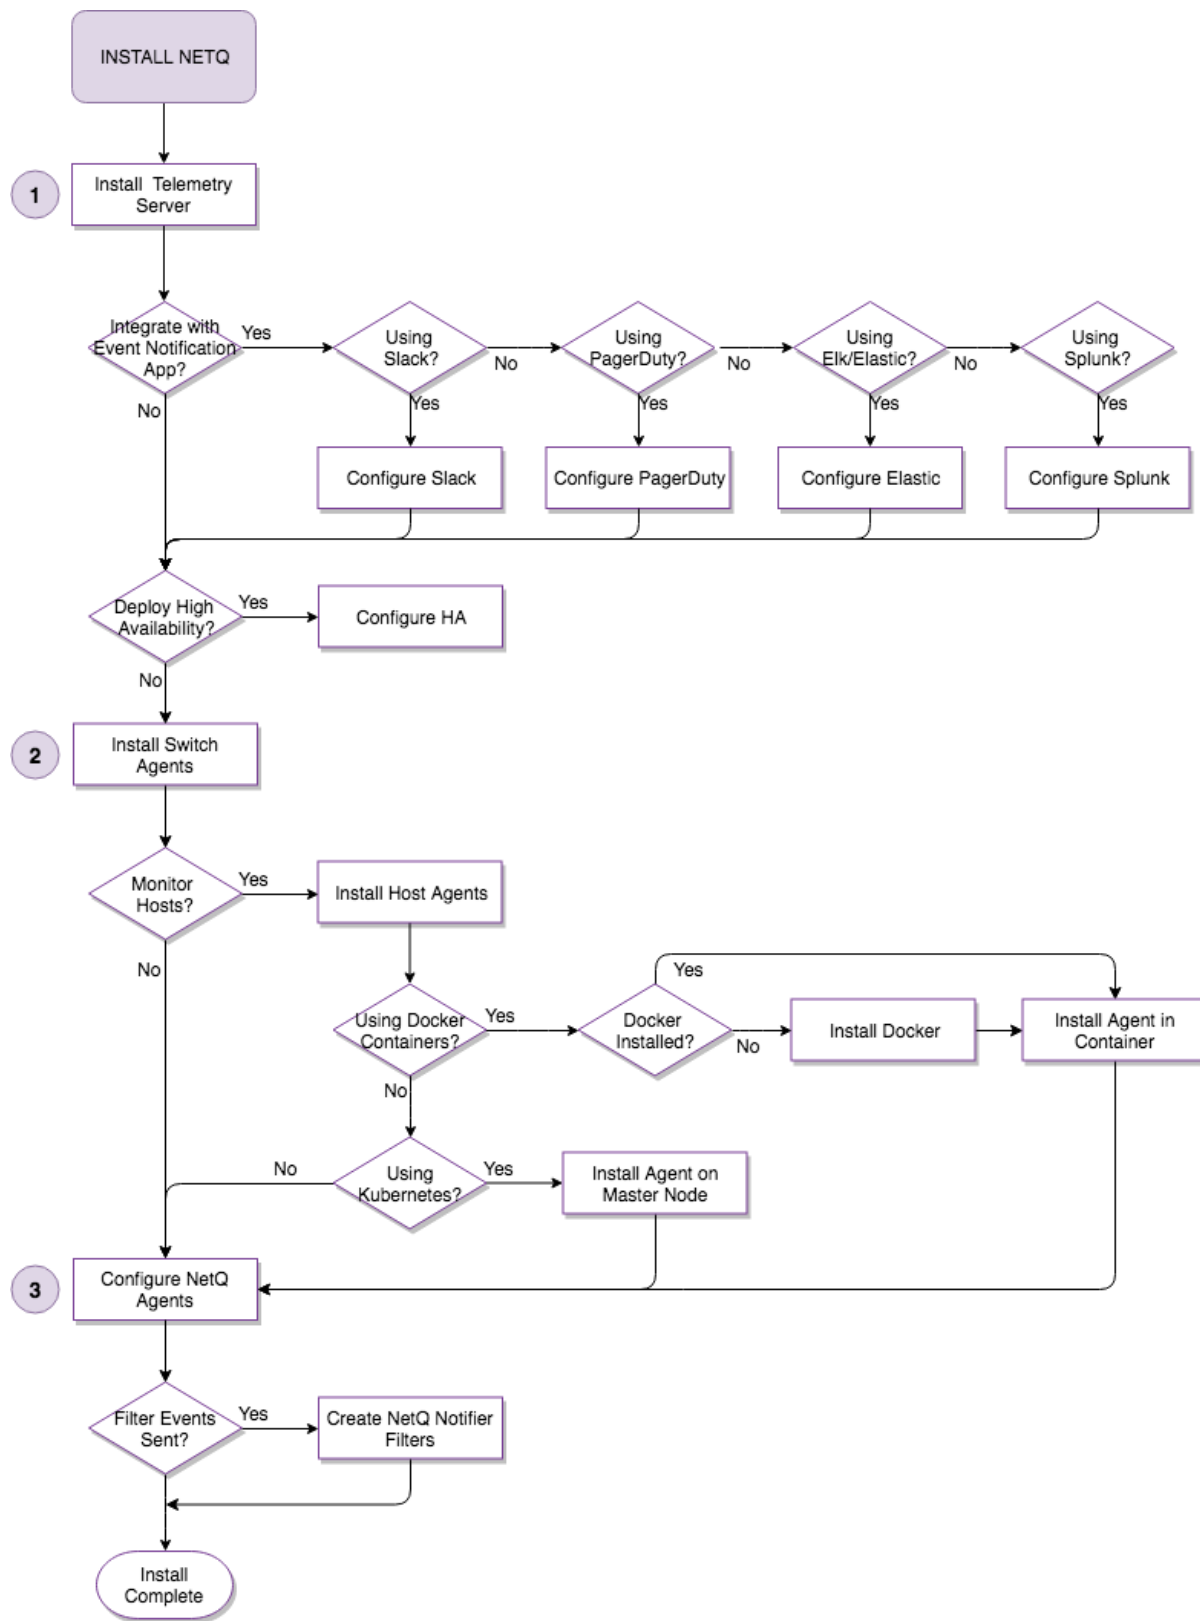 INSTALL NETQ
1
Install Telemetry
Server
Integrate with
Event Notification
App?
Yes
Using
Slack?
No
Using
PagerDuty?
No
Using
Elk/Elastic?
No
Using
Splunk?
No
Yes
Yes
Yes
Yes
Configure Slack
Configure PagerDuty
Configure Elastic
Configure Splunk
Deploy High
Availability?
Yes
Configure HA
No
2
Install Switch
Agents
Monitor
Hosts?
Yes
Install Host Agents
No
Using Docker
Containers?
Yes
Docker
Installed?
Yes
No
Install Docker
Install Agent in
Container
No
Using
Kubernetes?
No
Yes
Install Agent on
Master Node
3
Configure NetQ
Agents
Filter Events
Sent?
Yes
Create NetQ Notifier
Filters
Install
Complete